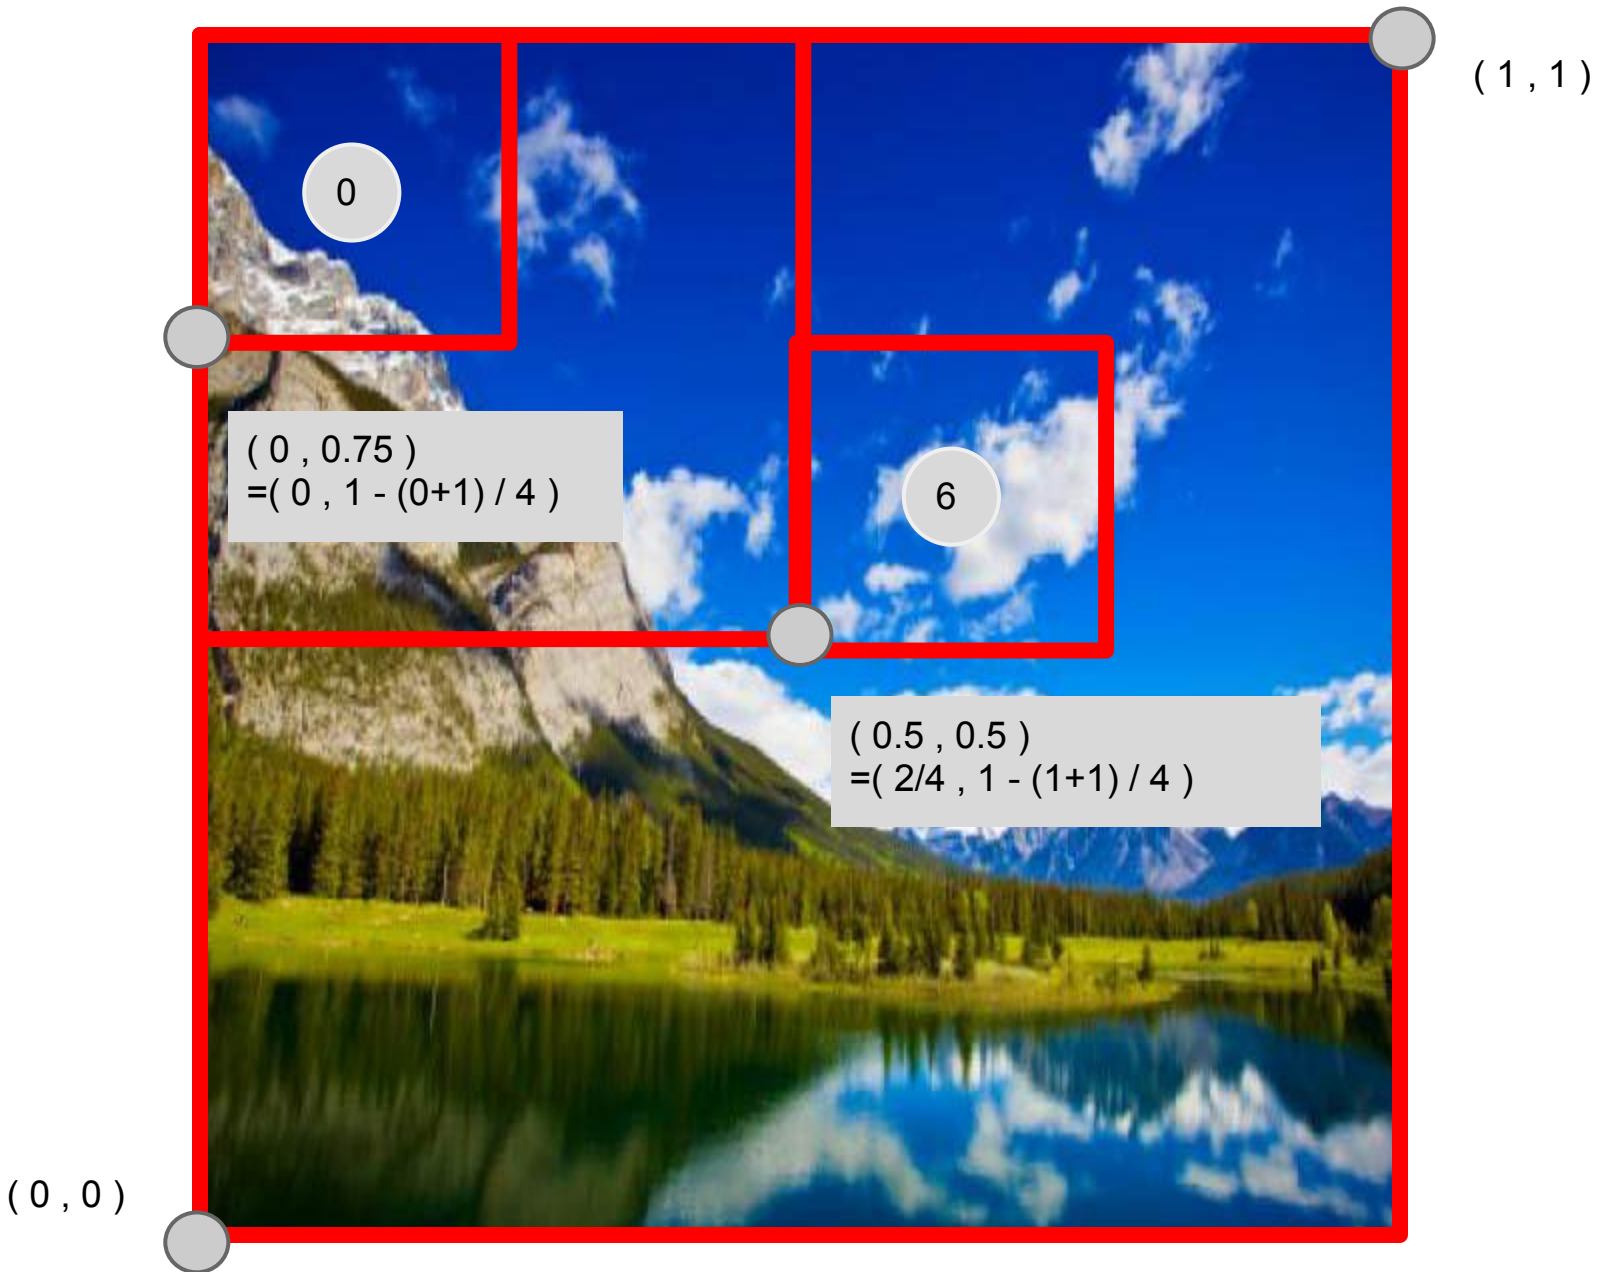 ( 1 , 1 )
0
( 0 , 0.75 )
=( 0 , 1 - (0+1) / 4 )
6
( 0.5 , 0.5 )
=( 2/4 , 1 - (1+1) / 4 )
( 0 , 0 )